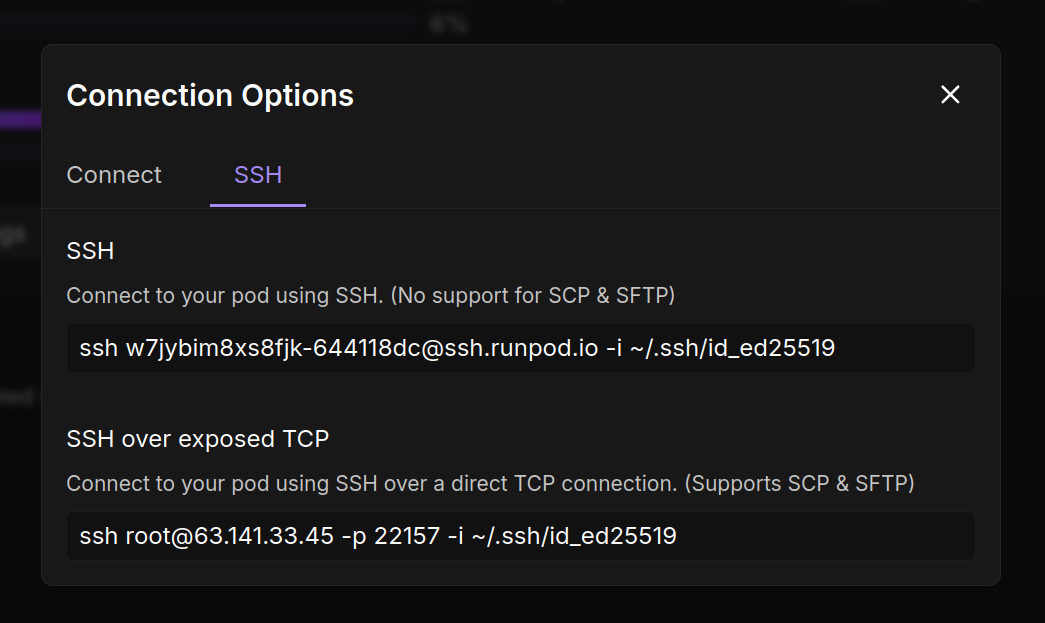 6%
Connection Options
Connect
SSH
gs
SSH
Connect to your pod using SSH. (No support for SCP & SFTP)
ssh w7jybim8xs8fjk-644118dc@ssh.runpod.io -i ~/.ssh/id_ed25519
SSH over exposed TCP
Connect to your pod using SSH over a direct TCP connection. (Supports SCP & SFTP)
ssh root@63.141.33.45 -p 22157 -i ~/.ssh/id_ed25519